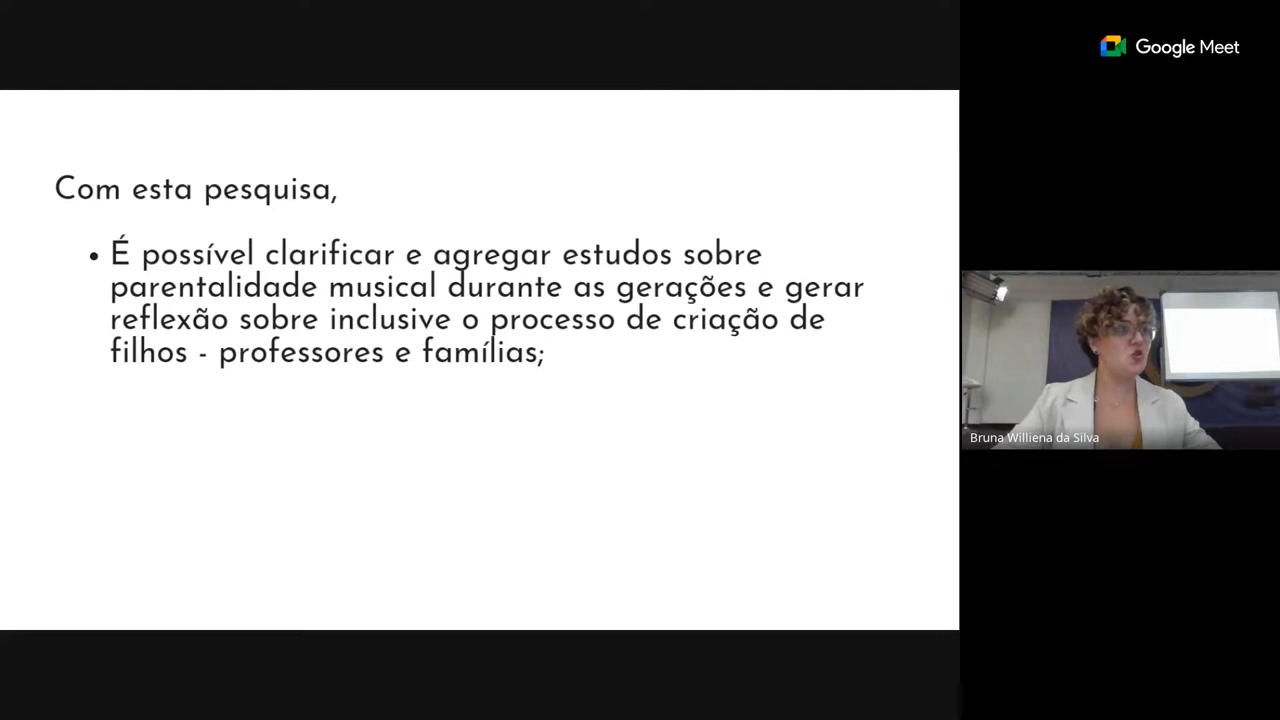 Google Meet
Com esta pesquisa,
• É possível clarificar e agregar estudos sobre
parentalidade musical durante as gerações e gerar
reflexão sobre inclusive o processo de criação de
filhos - professores e famílias;
Bruna Williena da Silva